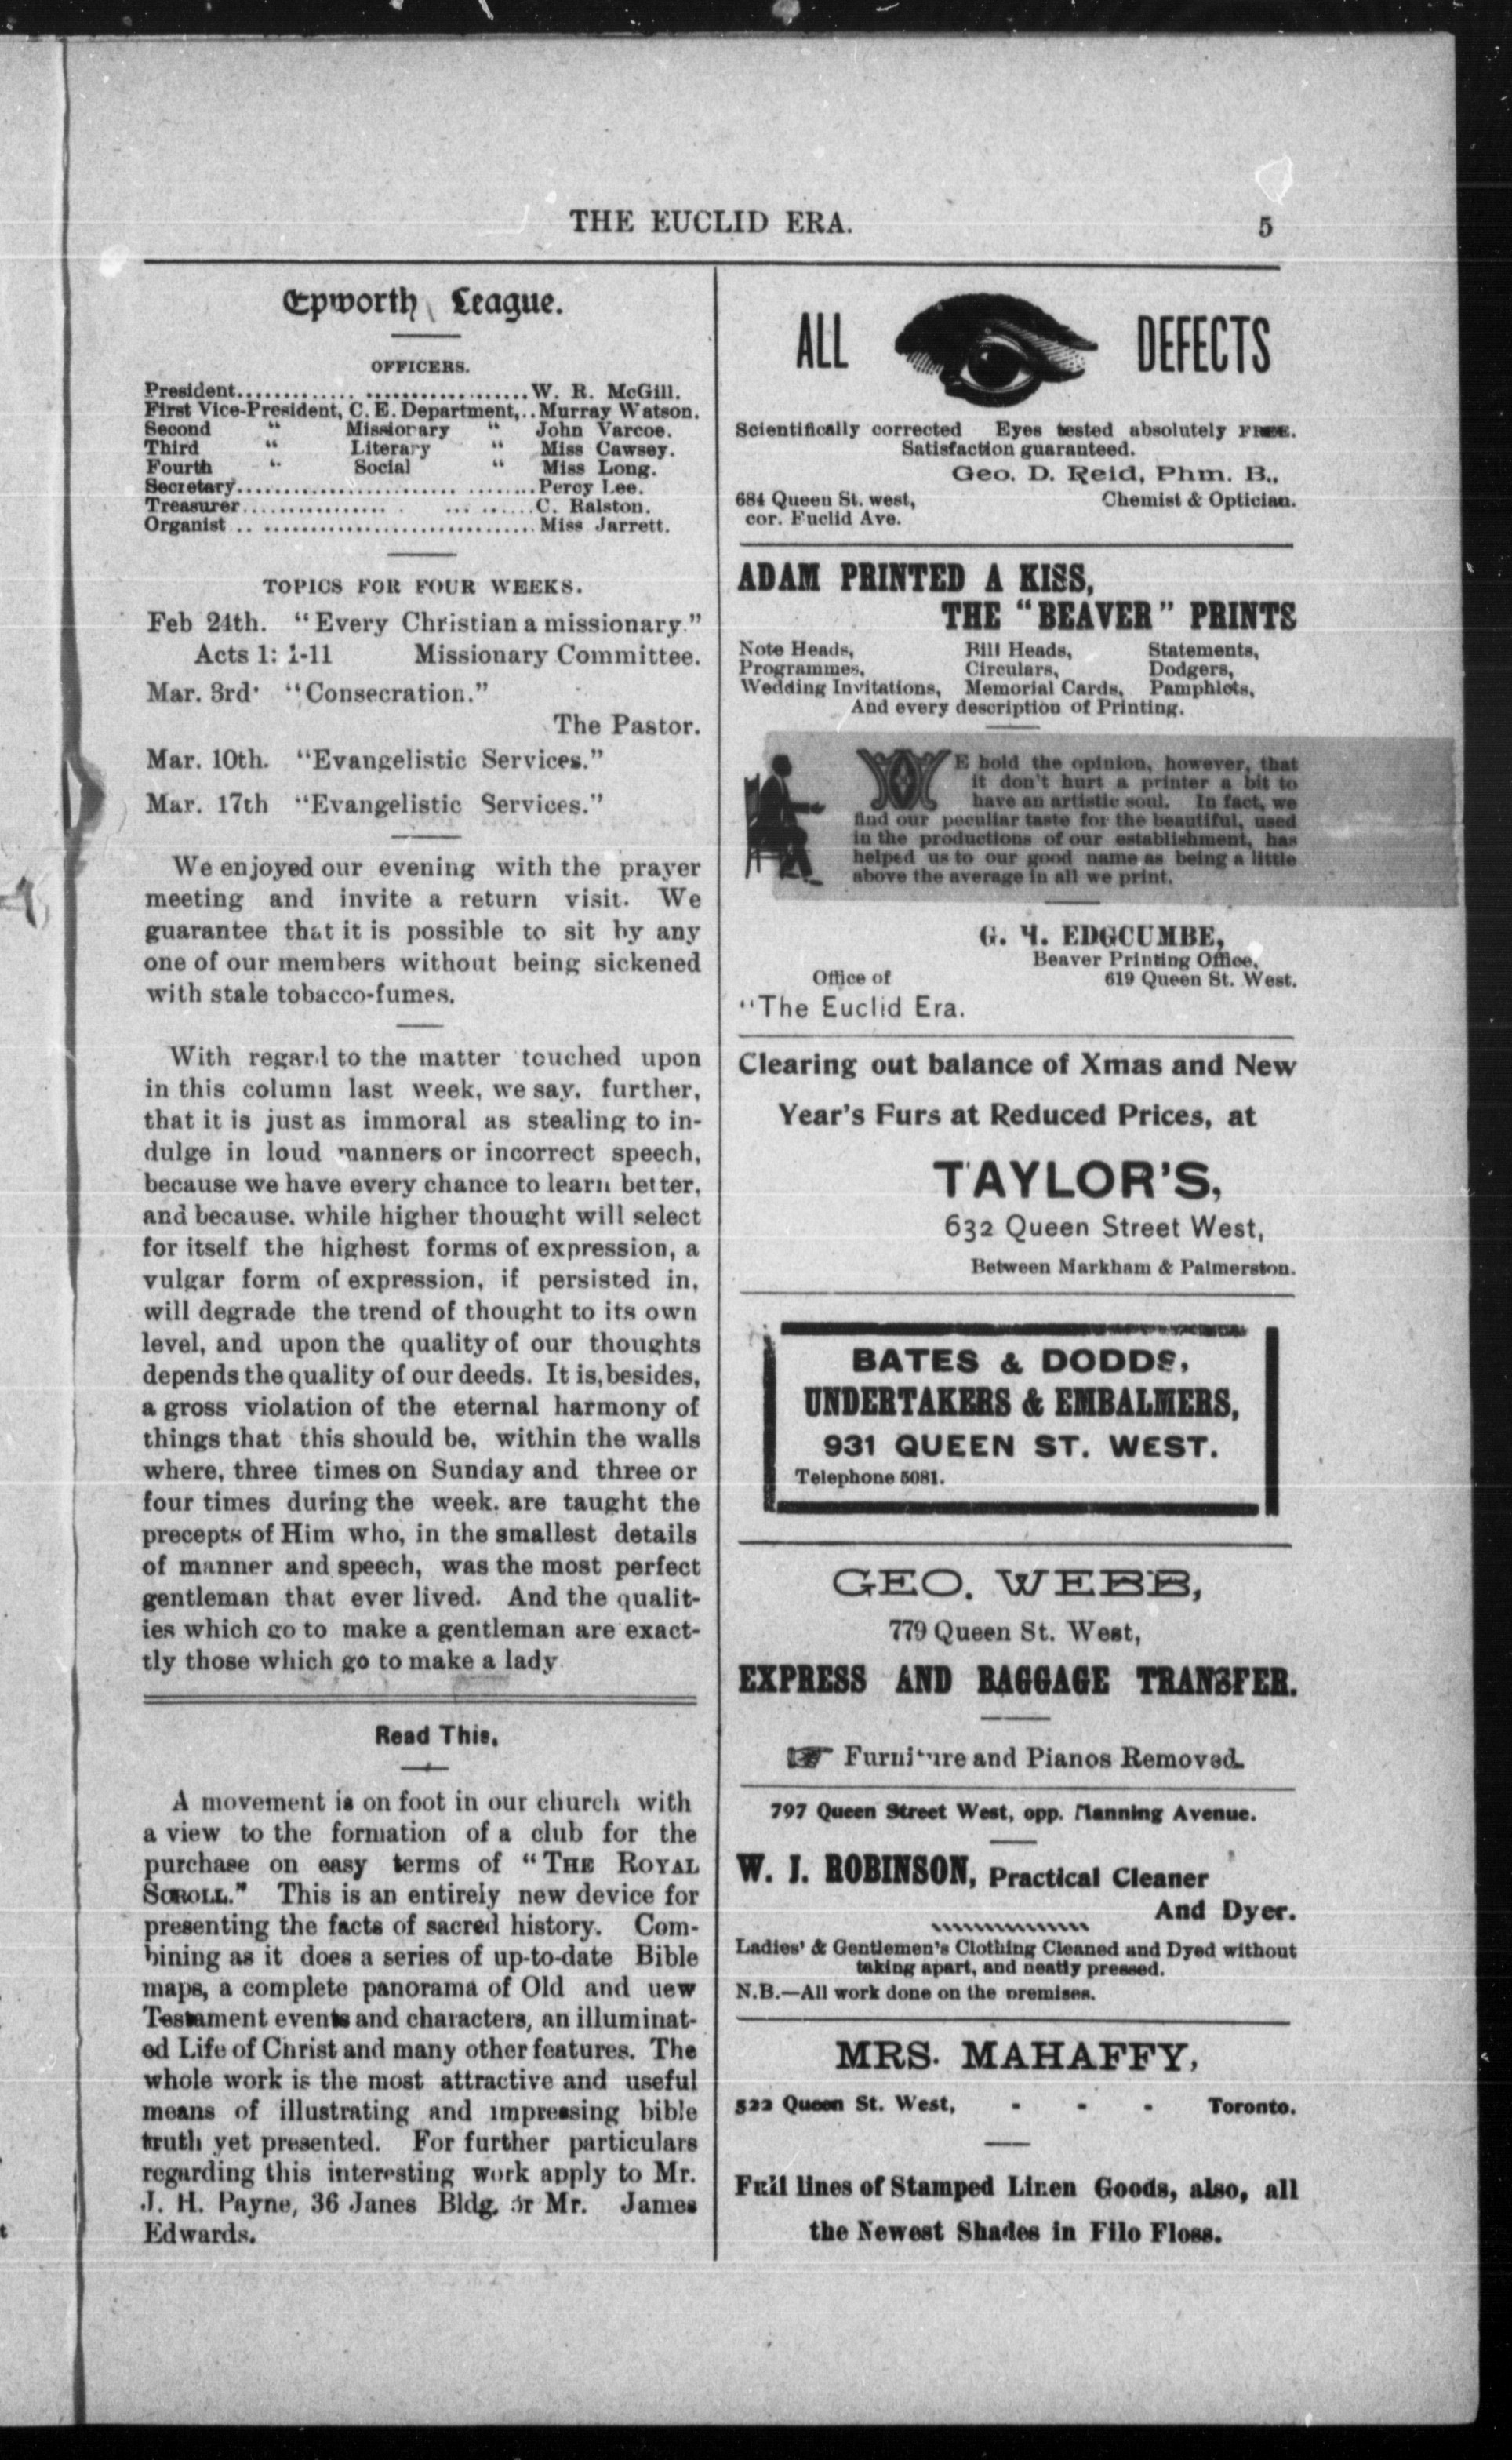 THE EUCLID ERA.
5
Epworth League.
OFFICERS.
President.............. ...................W. R. McGill.
First Vice-President, C. E. Department,..Murray Watson.
Second " Missionary " John Varcoe.
Third " Literary " Miss Cawsey.
Fourth " Social " Miss Long.
Secretary.......................... ........Percy Lee.
Treasurer................ . ... ......C. Ralston.
Organist .. ...............................Miss Jarrett.
TOPICS FOR FOUR WEEKS.
Feb 24th. "Every Christian a missionary."
Acts 1: 1-11 Missionary Committee.
Mar. 3rd· "Consecration."
The Pastor.
Mar. 10th. "Evangelistic Services."
Mar. 17th "Evangelistic Services."
We enjoyed our evening with the prayer
meeting and invite a return visit. We
guarantee that it is possible to sit by any
one of our members without being sickened
with stale tobacco-fumes.
With regard to the matter touched upon
in this column last week, we say, further,
that it is just as immoral as stealing to in-
dulge in loud manners or incorrect speech,
because we have every chance to learn better,
and because, while higher thought will select
for itself the highest forms of expression, a
vulgar form of expression, if persisted in,
will degrade the trend of thought to its own
level, and upon the quality of our thoughts
depends the quality of our deeds. It is, besides,
a gross violation of the eternal harmony of
things that this should be, within the walls
where, three times on Sunday and three or
four times during the week, are taught the
precepts of Him who, in the smallest details
of manner and speech, was the most perfect
gentleman that ever lived. And the qualit-
ies which go to make a gentleman are exact-
tly those which go to make a lady.
Read This.
A movement is on foot in our church with
a view to the formation of a club for the
purchase on easy terms of "THE ROYAL
SCROLL." This is an entirely new device for
presenting the facts of sacred history. Com-
bining as it does a series of up-to-date Bible
maps, a complete panorama of Old and uew
Testament events and characters, an illuminat-
ed Life of Christ and many other features. The
whole work is the most attractive and useful
means of illustrating and impressing bible
truth yet presented. For further particulars
regarding this interesting work apply to Mr.
J. H. Payne, 36 Janes Bldg. or Mr. James
Edwards.
ALL DEFECTS
Scientifically corrected Eyes tested absolutely FREE.
Satisfaction guaranteed.
Geo. D. Reid, Phm. B.,
684 Queen St. west, Chemist & Optician.
cor. Euclid Ave.
ADAM PRINTED A KISS,
THE "BEAVER" PRINTS
Note Heads, Bill Heads, Statements,
Programmes, Circulars, Dodgers,
Wedding Invitations, Memorial Cards, Pamphlets,
And every description of Printing.
WE hold the opinion, however, that
it don't hurt a printer a bit to
have an artistic soul. In fact, we
find our peculiar taste for the beautiful, used
in the productions of our establishment, has
helped us to our good name as being a little
above the average in all we print.
EDGCUMBE,
Beaver Printing Office,
Office of 619 Queen St. West.
"The Euclid Era.
Clearing out balance of Xmas and New
Year's Furs at Reduced Prices, at
TAYLOR'S,
632 Queen Street West,
Between Markham & Palmerston.
BATES & DODDS,
UNDERTAKERS & EMBALMERS,
931 QUEEN ST. WEST.
Telephone 5081.
GEO. WEBB,
779 Queen St. West,
EXPRESS AND BAGGAGE TRANSFER.
☞ Furniture and Pianos Removed.
797 Queen Street West, opp. Manning Avenue.
W. J. ROBINSON, Practical Cleaner
And Dyer.
Ladies' & Gentlemen's Clothing Cleaned and Dyed without
taking apart, and neatly pressed.
N.B.—All work done on the premises.
MRS. MAHAFFY,
522 Queen St. West, - - - Toronto.
Full lines of Stamped Linen Goods, also, all
the Newest Shades in Filo Floss.